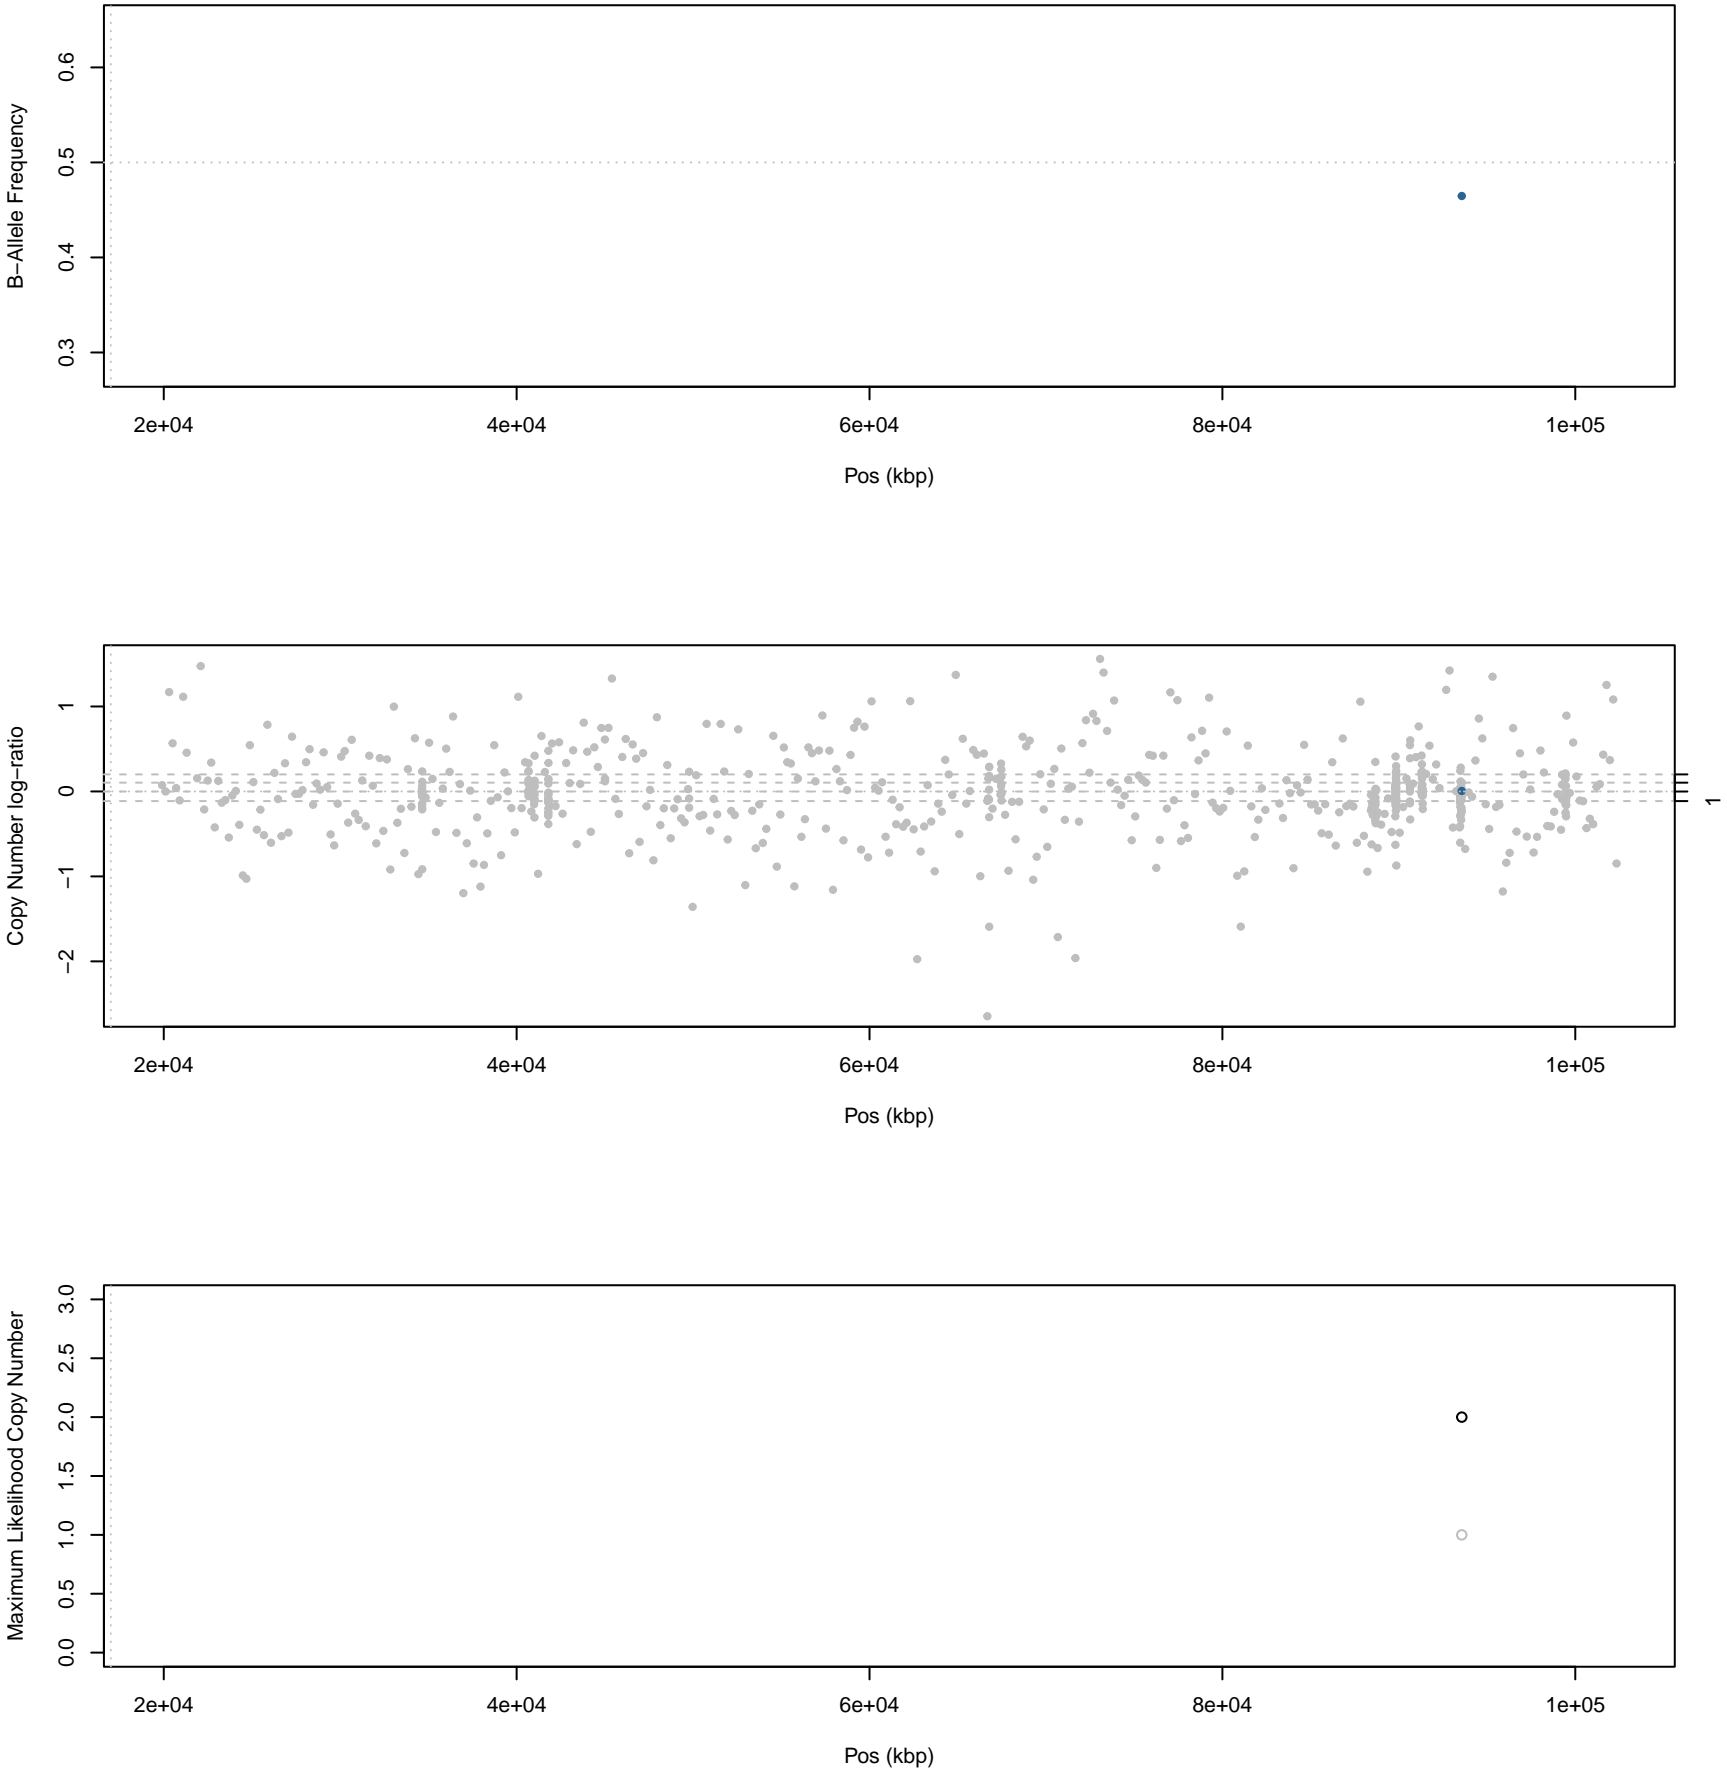 B−Allele Frequency
0.6
0.5
0.4
0.3
2e+04 4e+04 6e+04 8e+04 1e+05
Pos (kbp)
Copy Number log−ratio
1
0
−1
−2
1
2e+04 4e+04 6e+04 8e+04 1e+05
Pos (kbp)
Maximum Likelihood Copy Number
3.0
2.5
2.0
1.5
1.0
0.5
0.0
2e+04 4e+04 6e+04 8e+04 1e+05
Pos (kbp)